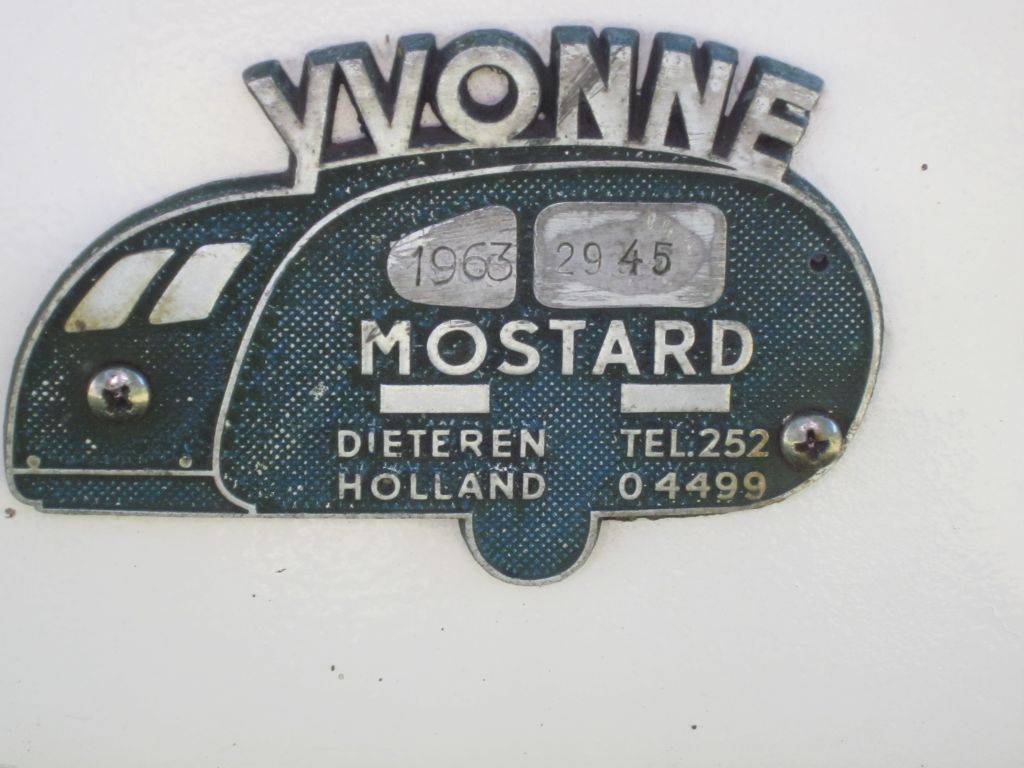 YVONNE
1963 2945
MOSTARD
DIETEREN TEL.252
HOLLAND 04499